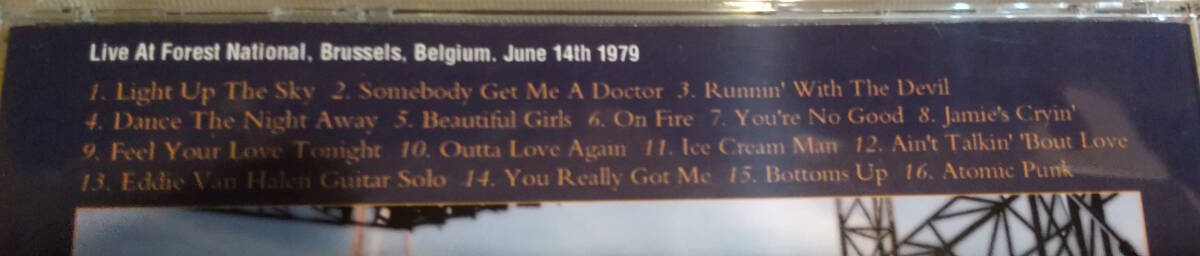 Live At Forest National, Brussels, Belgium. June 14th 1979
1. Light Up The Sky 2. Somebody Get Me A Doctor 3. Runnin' With The Devil
4. Dance The Night Away 5. Beautiful Girls 6. On Fire 7. You're No Good 8. Jamie's Cryin'
9. Feel Your Love Tonight 10. Outta Love Again 11. Ice Cream Man 12. Ain't Talkin' 'Bout Love
13. Eddie Van Halen Guitar Solo 14. You Really Got Me 15. Bottoms Up 16. Atomic Punk